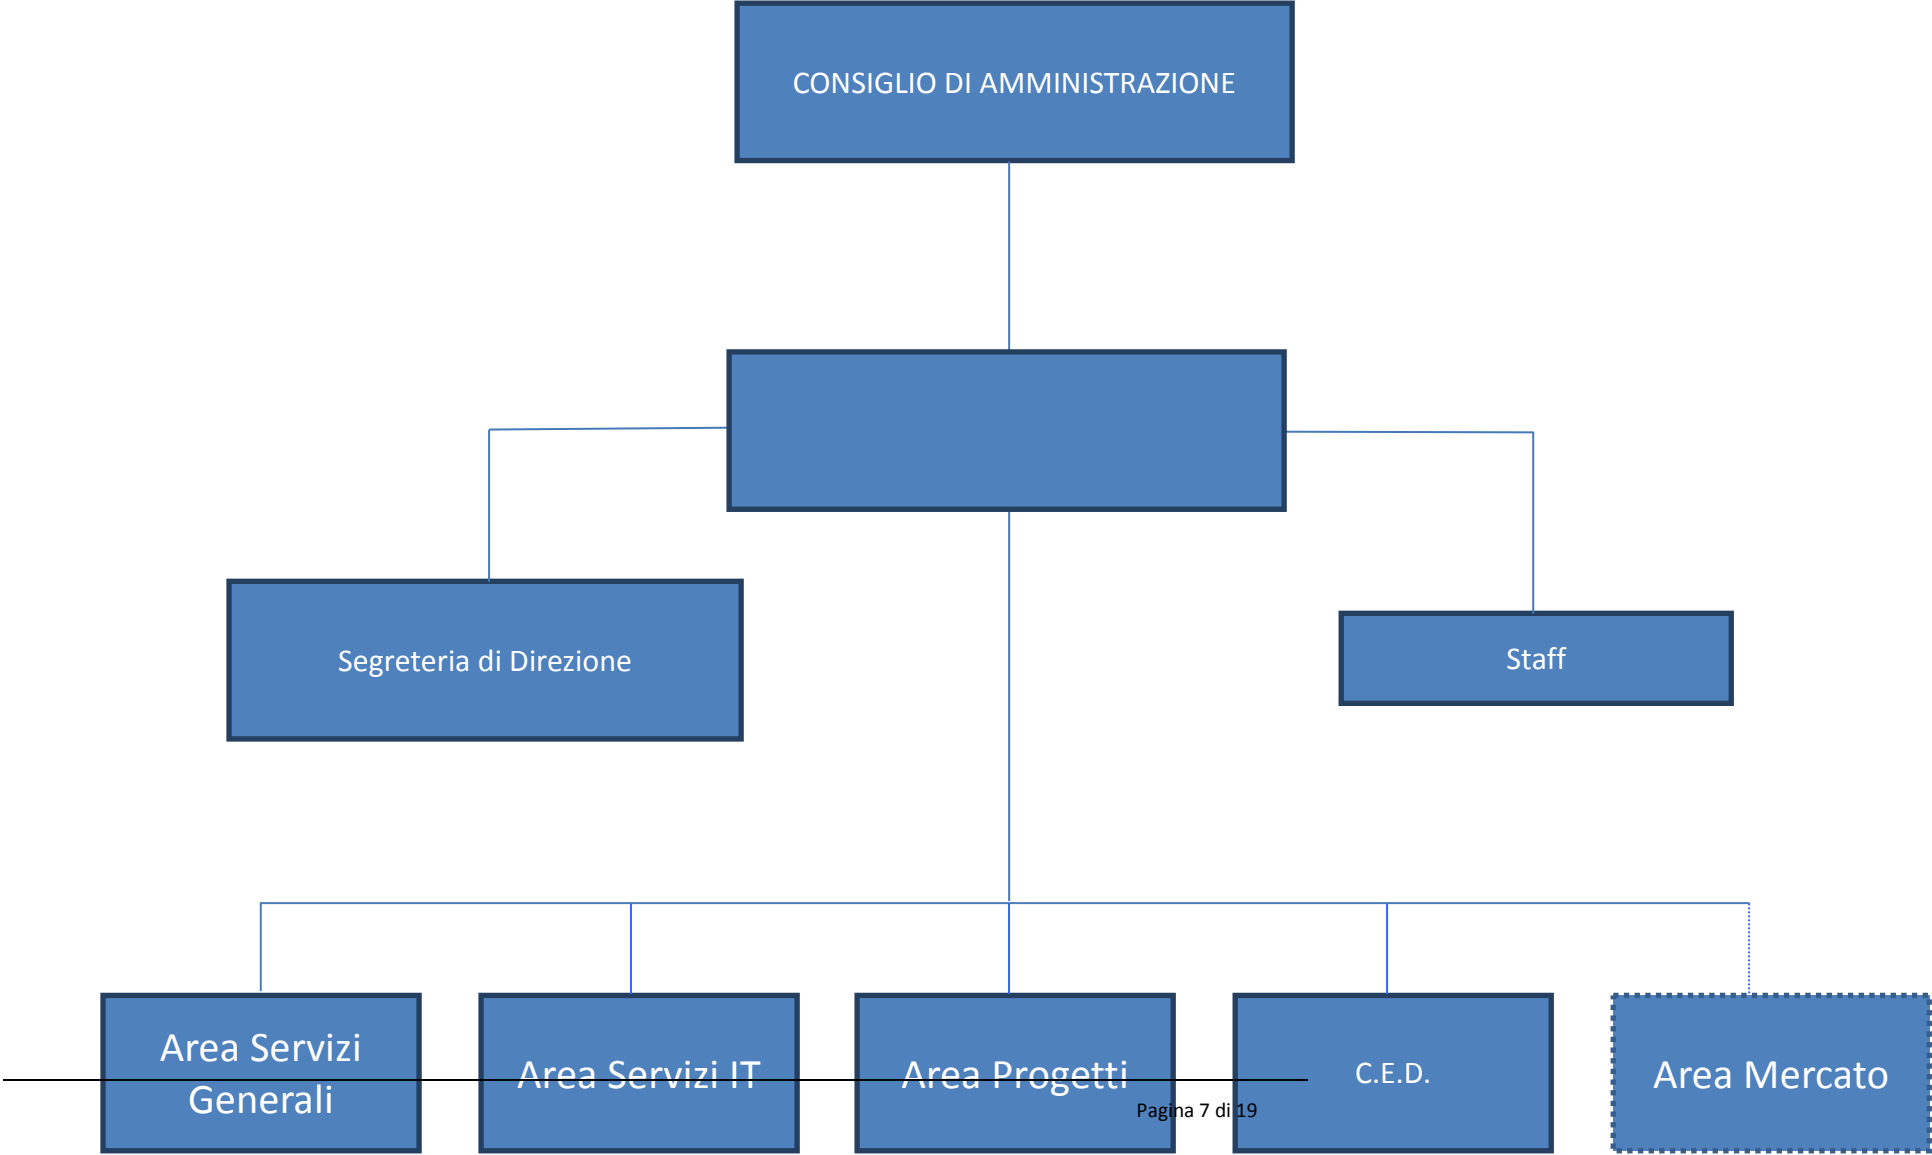 CONSIGLIO DI AMMINISTRAZIONE
Segreteria di Direzione
Staff
Area Servizi
Generali
Area Servizi IT
Area Progetti
C.E.D.
Area Mercato
Pagina 7 di 19